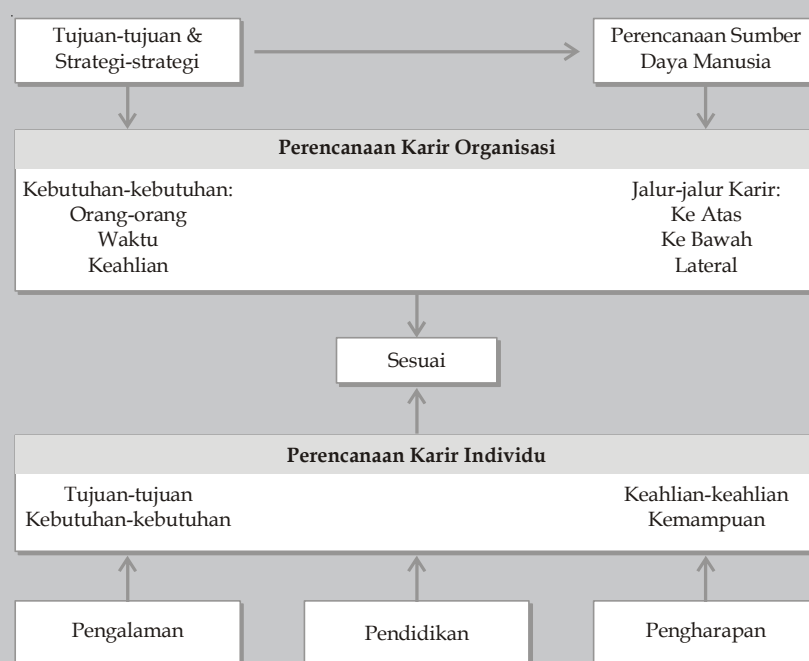 Tujuan-tujuan &
Strategi-strategi
Perencanaan Sumber
Daya Manusia
Perencanaan Karir Organisasi
Kebutuhan-kebutuhan:
Orang-orang
Waktu
Keahlian
Jalur-jalur Karir:
Ke Atas
Ke Bawah
Lateral
Sesuai
Perencanaan Karir Individu
Tujuan-tujuan
Kebutuhan-kebutuhan
Keahlian-keahlian
Kemampuan
Pengalaman
Pendidikan
Pengharapan